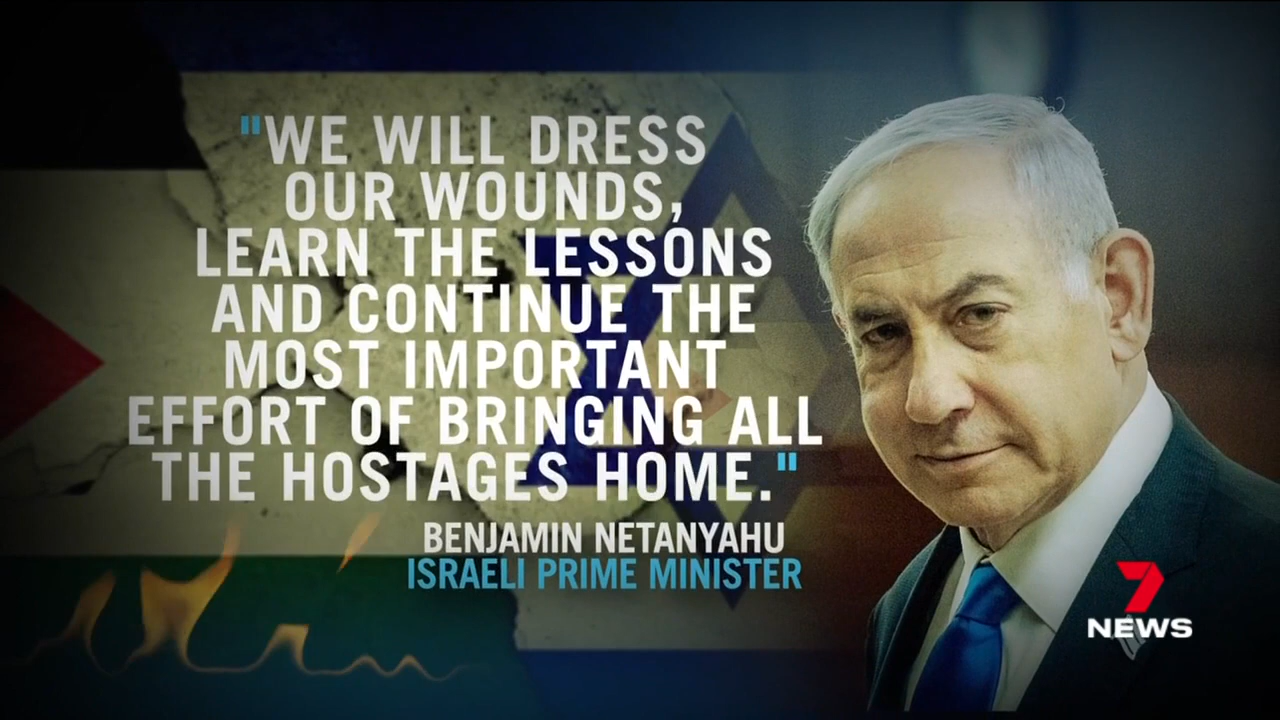 "WE WILL DRESS
OUR WOUNDS,
LEARN THE LESSONS
AND CONTINUE THE
MOST IMPORTANT
EFFORT OF BRINGING ALL
THE HOSTAGES HOME."
BENJAMIN NETANYAHU
ISRAELI PRIME MINISTER
7
NEWS